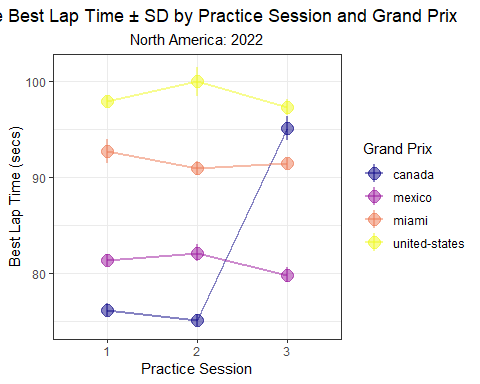 Best Lap Time ± SD by Practice Session and Grand Prix
North America: 2022
100
90
80
Best Lap Time (secs)
1 2 3
Practice Session
Grand Prix
canada
mexico
miami
united-states